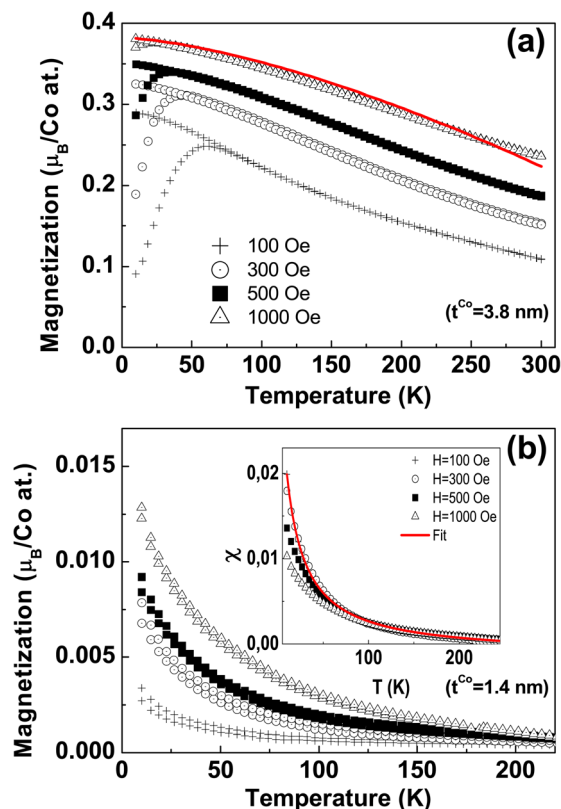 (a)
0.4
0.3
0.2
0.1
0.0
Magnetization (μB/Co at.)
100 Oe
300 Oe
500 Oe
1000 Oe
(tCo=3.8 nm)
0 50 100 150 200 250 300
Temperature (K)
(b)
0.015
0.010
0.005
0.000
Magnetization (μB/Co at.)
0,02
0,01
0,00
χ
H=100 Oe
H=300 Oe
H=500 Oe
H=1000 Oe
Fit
100 200
T (K)
(tCo=1.4 nm)
0 50 100 150 200
Temperature (K)